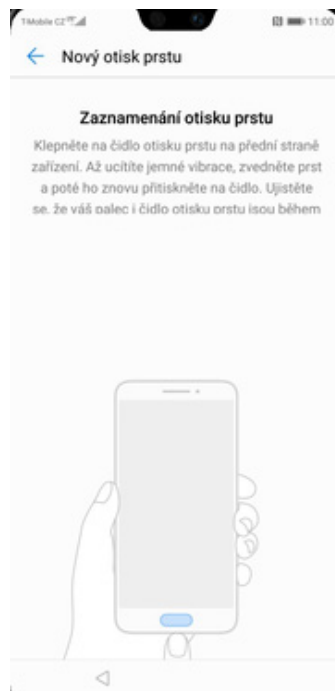 T-Mobile CZ 11:00
Nový otisk prstu
Zaznamenání otisku prstu
Klepněte na čidlo otisku prstu na přední straně
zařízení. Až ucítíte jemné vibrace, zvedněte prst
a poté ho znovu přitiskněte na čidlo. Ujistěte
se, že váš palec i čidlo otisku prstu jsou během